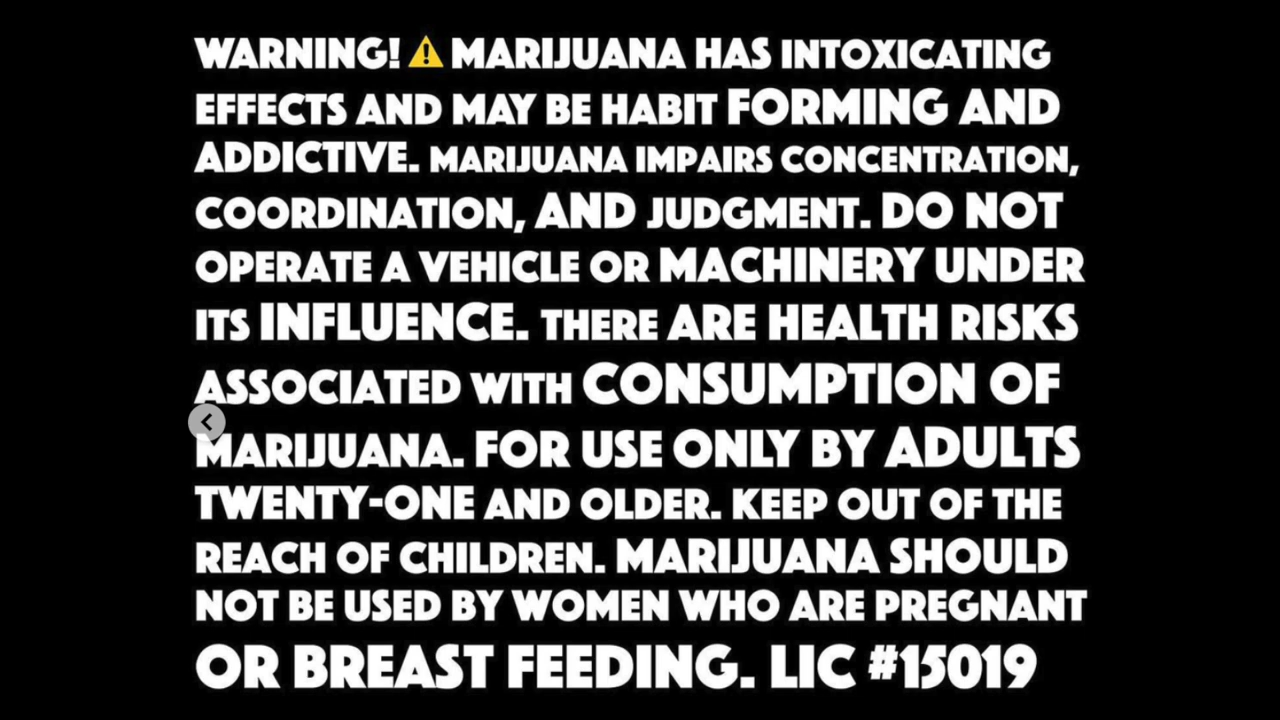 WARNING! ⚠️ MARIJUANA HAS INTOXICATING
EFFECTS AND MAY BE HABIT FORMING AND
ADDICTIVE. MARIJUANA IMPAIRS CONCENTRATION,
COORDINATION, AND JUDGMENT. DO NOT
OPERATE A VEHICLE OR MACHINERY UNDER
ITS INFLUENCE. THERE ARE HEALTH RISKS
ASSOCIATED WITH CONSUMPTION OF
MARIJUANA. FOR USE ONLY BY ADULTS
TWENTY-ONE AND OLDER. KEEP OUT OF THE
REACH OF CHILDREN. MARIJUANA SHOULD
NOT BE USED BY WOMEN WHO ARE PREGNANT
OR BREAST FEEDING. LIC #15019